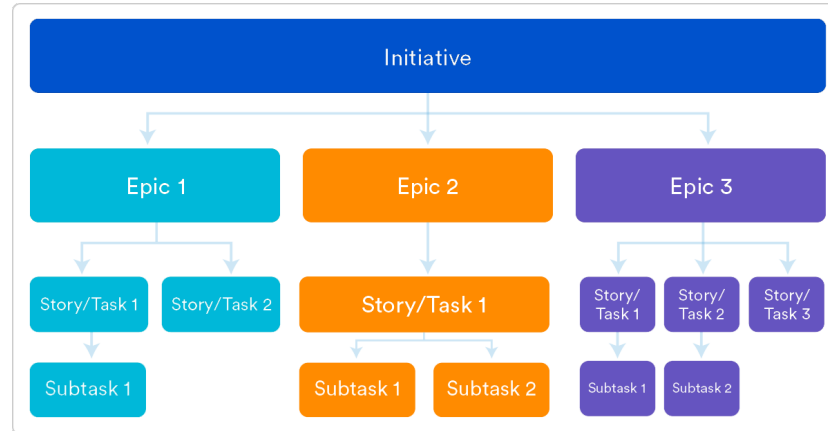 Initiative
Epic 1
Epic 2
Epic 3
Story/Task 1
Story/Task 2
Story/Task 1
Story/
Task 1
Story/
Task 2
Story/
Task 3
Subtask 1
Subtask 1
Subtask 2
Subtask 1
Subtask 2